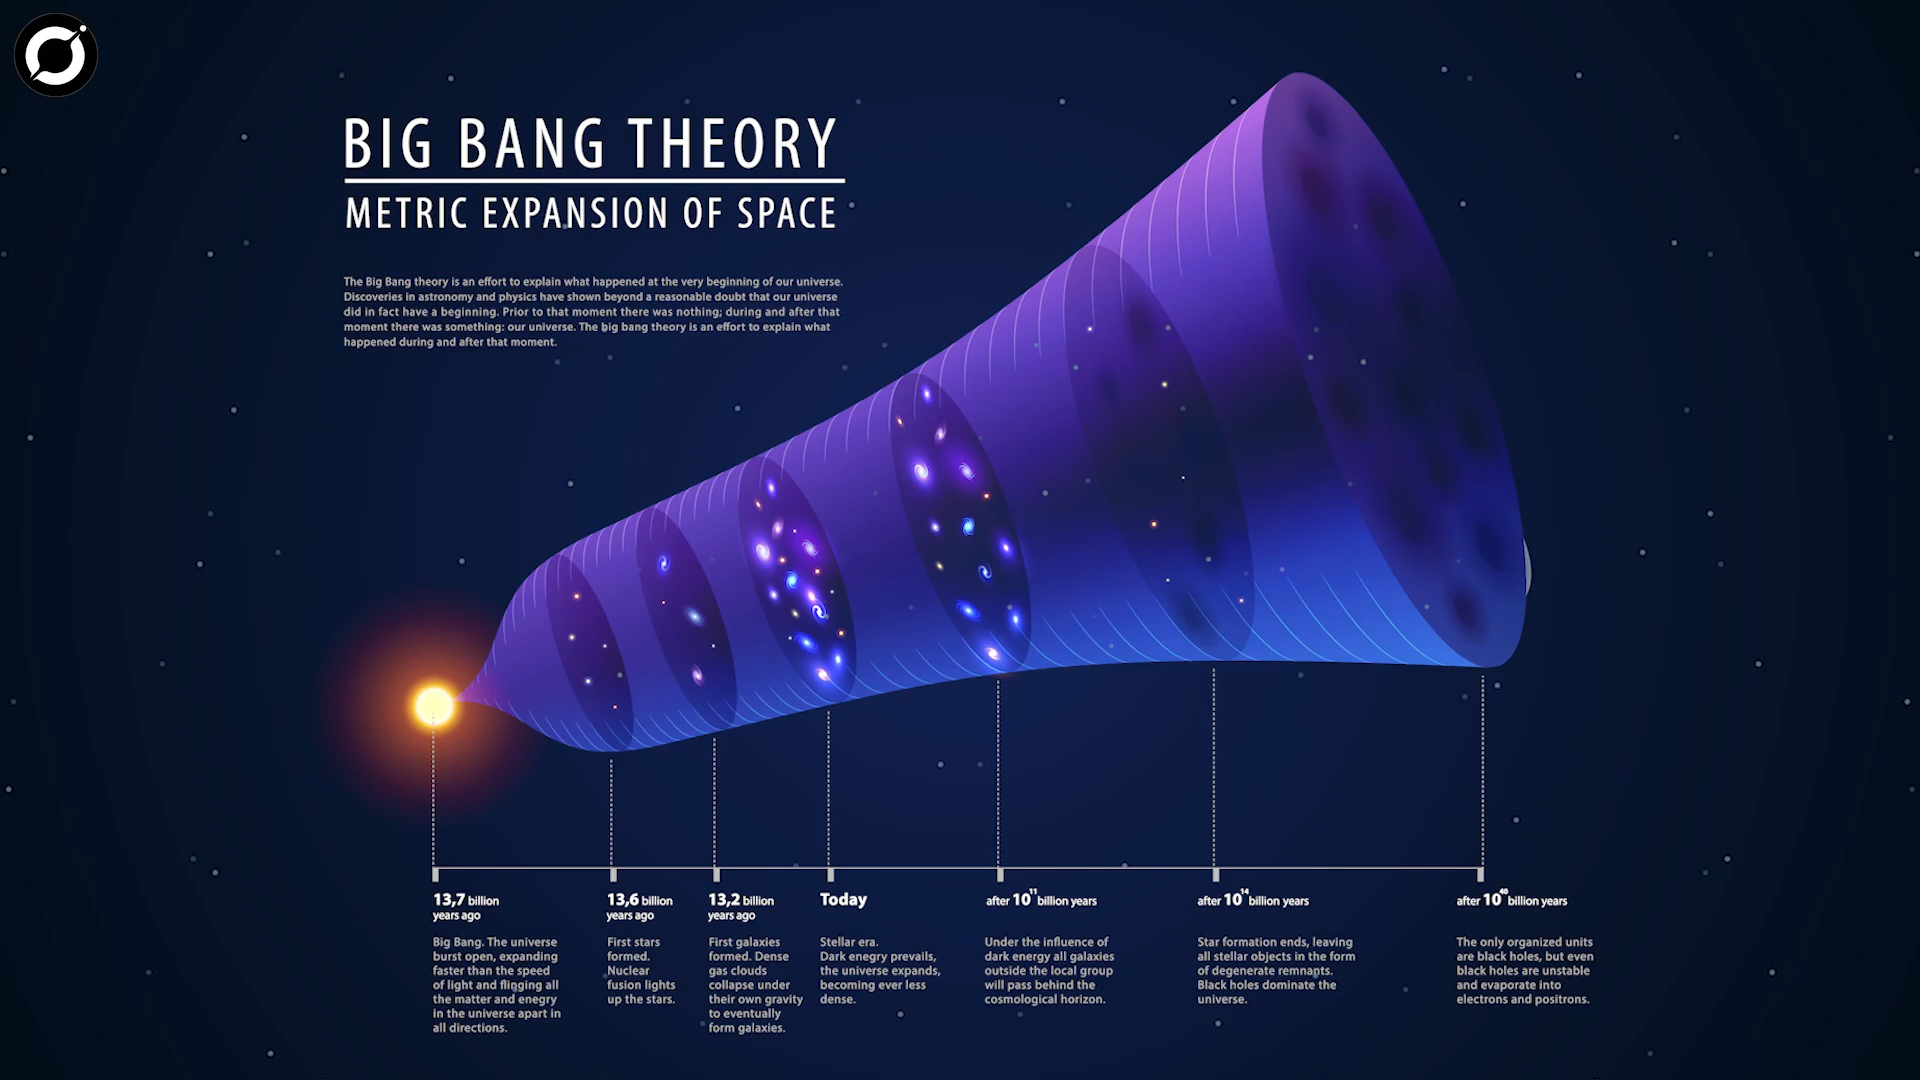 BIG BANG THEORY
METRIC EXPANSION OF SPACE
The Big Bang theory is an effort to explain what happened at the very beginning of our universe.
Discoveries in astronomy and physics have shown beyond a reasonable doubt that our universe
did in fact have a beginning. Prior to that moment there was nothing; during and after that
moment there was something: our universe. The big bang theory is an effort to explain what
happened during and after that moment.
13,7 billion
years ago
Big Bang. The universe
burst open, expanding
faster than the speed
of light and flinging all
the matter and enegry
in the universe apart in
all directions.
13,6 billion
years ago
First stars
formed.
Nuclear
fusion lights
up the stars.
13,2 billion
years ago
First galaxies
formed. Dense
gas clouds
collapse under
their own gravity
to eventually
form galaxies.
Today
Stellar era.
Dark enegry prevails,
the universe expands,
becoming ever less
dense.
after 10¹¹ billion years
Under the influence of
dark energy all galaxies
outside the local group
will pass behind the
cosmological horizon.
after 10¹⁴ billion years
Star formation ends, leaving
all stellar objects in the form
of degenerate remnants.
Black holes dominate the
universe.
after 10⁴⁰ billion years
The only organized units
are black holes, but even
black holes are unstable
and evaporate into
electrons and positrons.